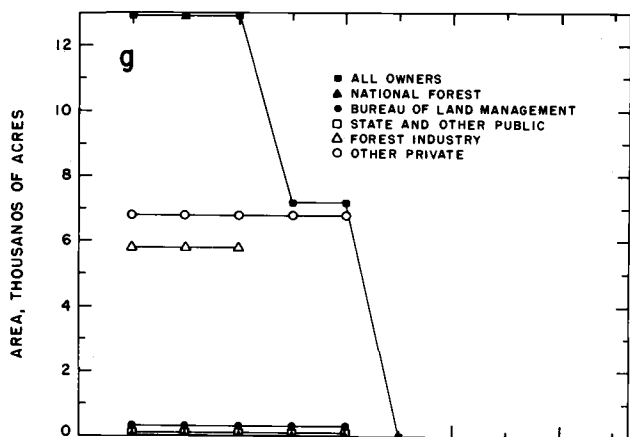 g
ALL OWNERS
NATIONAL FOREST
BUREAU OF LAND MANAGEMENT
STATE AND OTHER PUBLIC
FOREST INDUSTRY
OTHER PRIVATE
AREA, THOUSANDS OF ACRES
12
10
8
6
4
2
0